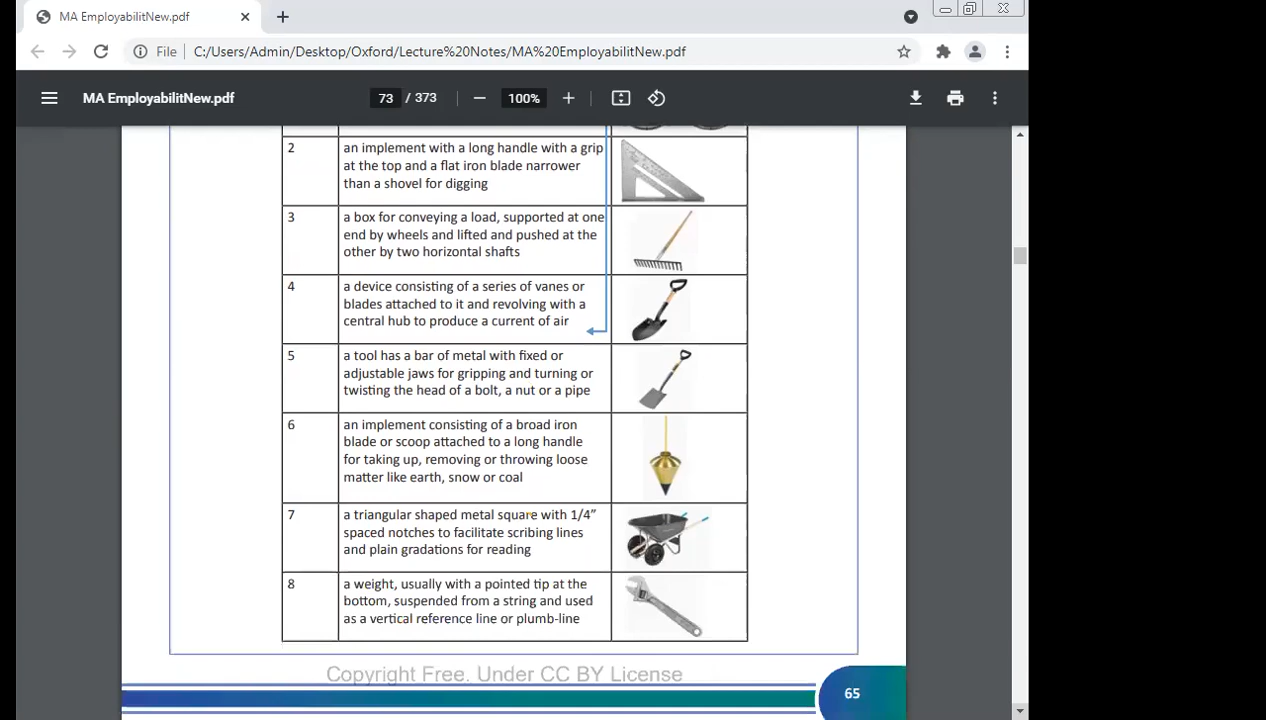 MA EmployabilitNew.pdf
File C:/Users/Admin/Desktop/Oxford/Lecture%20Notes/MA%20EmployabilitNew.pdf
MA EmployabilitNew.pdf 73 / 373 100%
2 an implement with a long handle with a grip
at the top and a flat iron blade narrower
than a shovel for digging
3 a box for conveying a load, supported at one
end by wheels and lifted and pushed at the
other by two horizontal shafts
4 a device consisting of a series of vanes or
blades attached to it and revolving with a
central hub to produce a current of air
5 a tool has a bar of metal with fixed or
adjustable jaws for gripping and turning or
twisting the head of a bolt, a nut or a pipe
6 an implement consisting of a broad iron
blade or scoop attached to a long handle
for taking up, removing or throwing loose
matter like earth, snow or coal
7 a triangular shaped metal square with 1/4”
spaced notches to facilitate scribing lines
and plain gradations for reading
8 a weight, usually with a pointed tip at the
bottom, suspended from a string and used
as a vertical reference line or plumb-line
Copyright Free. Under CC BY License
65